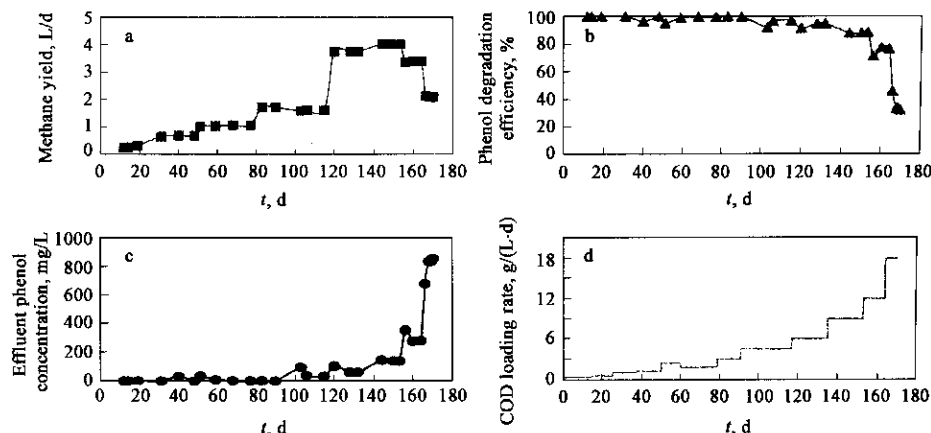 Methane yield, L/d
a
5
4
3
2
1
0
0 20 40 60 80 100 120 140 160 180
t, d
Phenol degradation
efficiency, %
b
100
80
60
40
20
0 20 40 60 80 100 120 140 160 180
t, d
Effluent phenol
concentration, mg/L
c
1000
800
600
400
200
0
0 20 40 60 80 100 120 140 160 180
t, d
COD loading rate, g/(L·d)
d
18
12
6
0
0 20 40 60 80 100 120 140 160 180
t, d